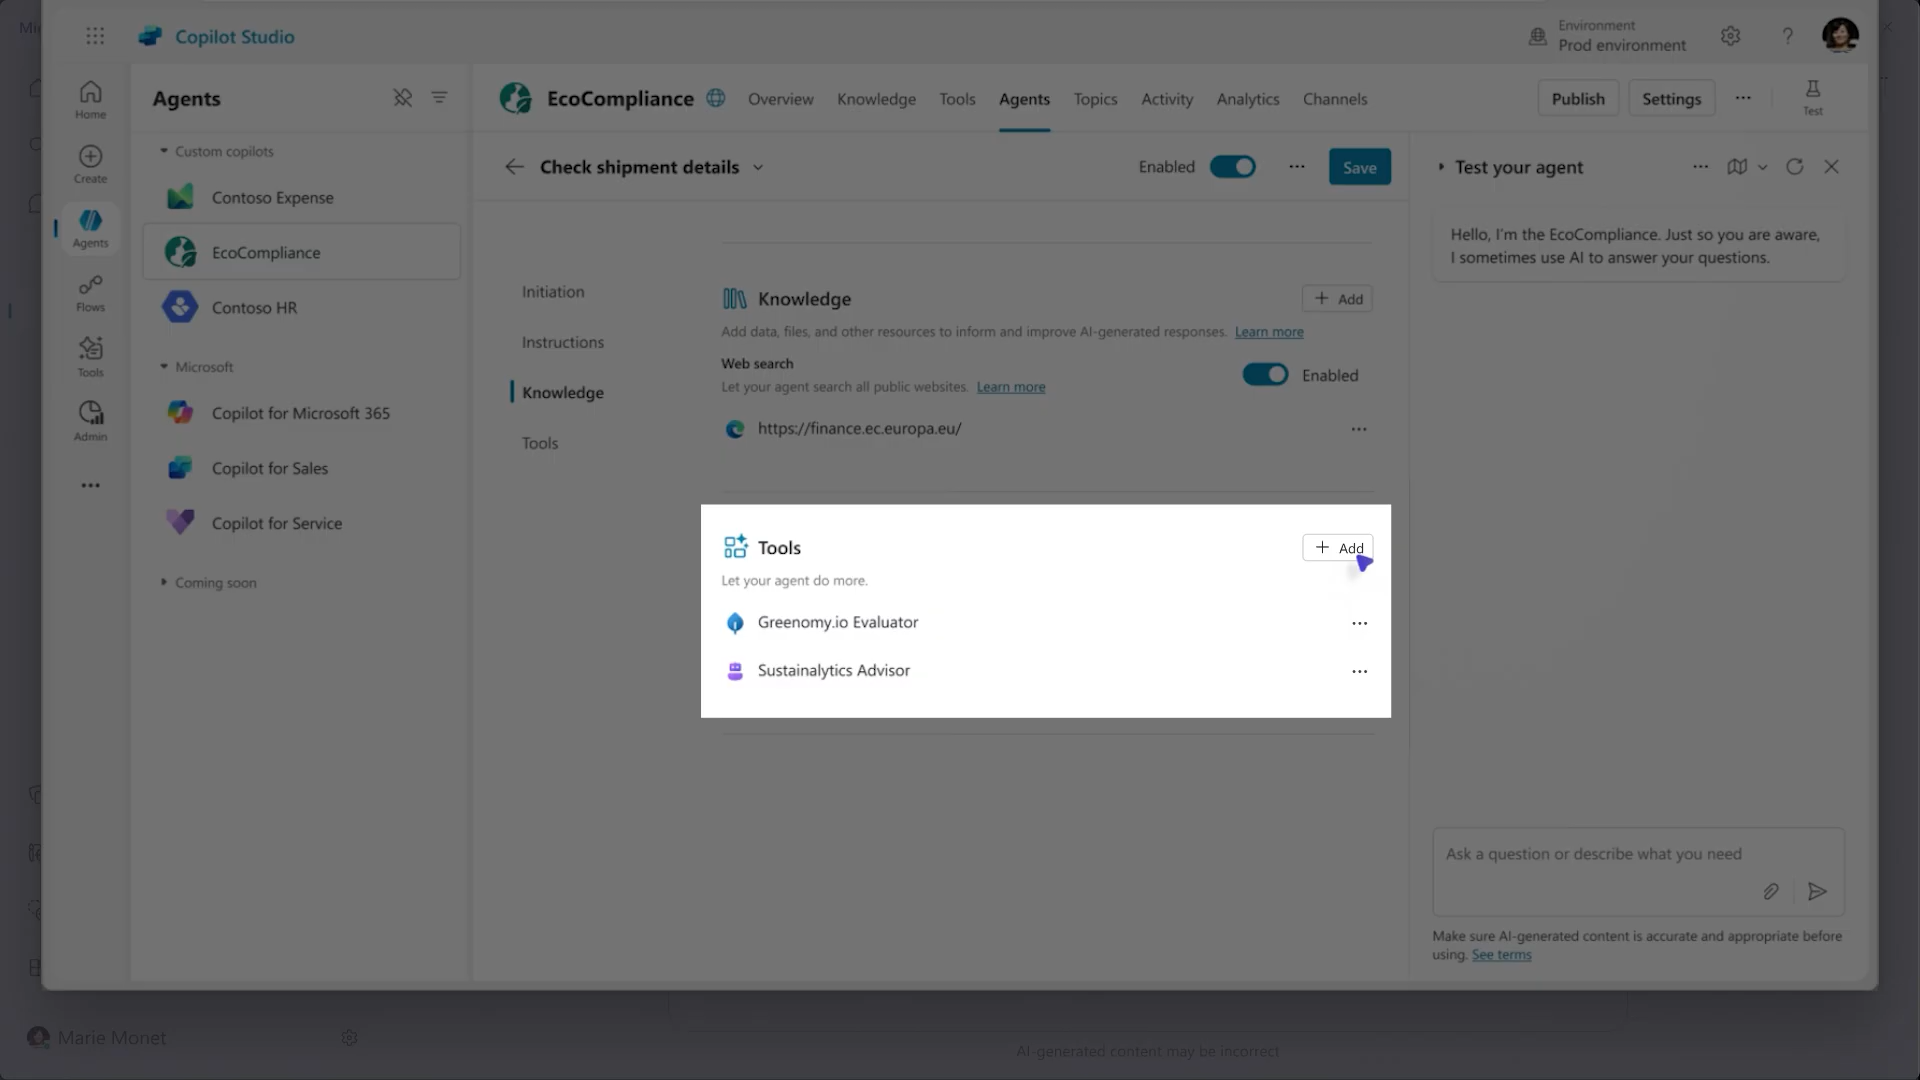 Copilot Studio
Environment
Prod environment
?
Home
Create
Agents
Flows
Tools
Admin
Agents
Custom copilots
Contoso Expense
EcoCompliance
Contoso HR
Microsoft
Copilot for Microsoft 365
Copilot for Sales
Copilot for Service
Coming soon
EcoCompliance
Overview
Knowledge
Tools
Agents
Topics
Activity
Analytics
Channels
Publish
Settings
Test
Check shipment details
Enabled
Save
Initiation
Instructions
Knowledge
Tools
Knowledge
+ Add
Add data, files, and other resources to inform and improve AI-generated responses. Learn more
Web search
Let your agent search all public websites. Learn more
Enabled
https://finance.ec.europa.eu/
Tools
+ Add
Let your agent do more.
Greenomy.io Evaluator
Sustainalytics Advisor
Test your agent
Hello, I'm the EcoCompliance. Just so you are aware,
I sometimes use AI to answer your questions.
Ask a question or describe what you need
Make sure AI-generated content is accurate and appropriate before
using. See terms
Marie Monet
AI-generated content may be incorrect